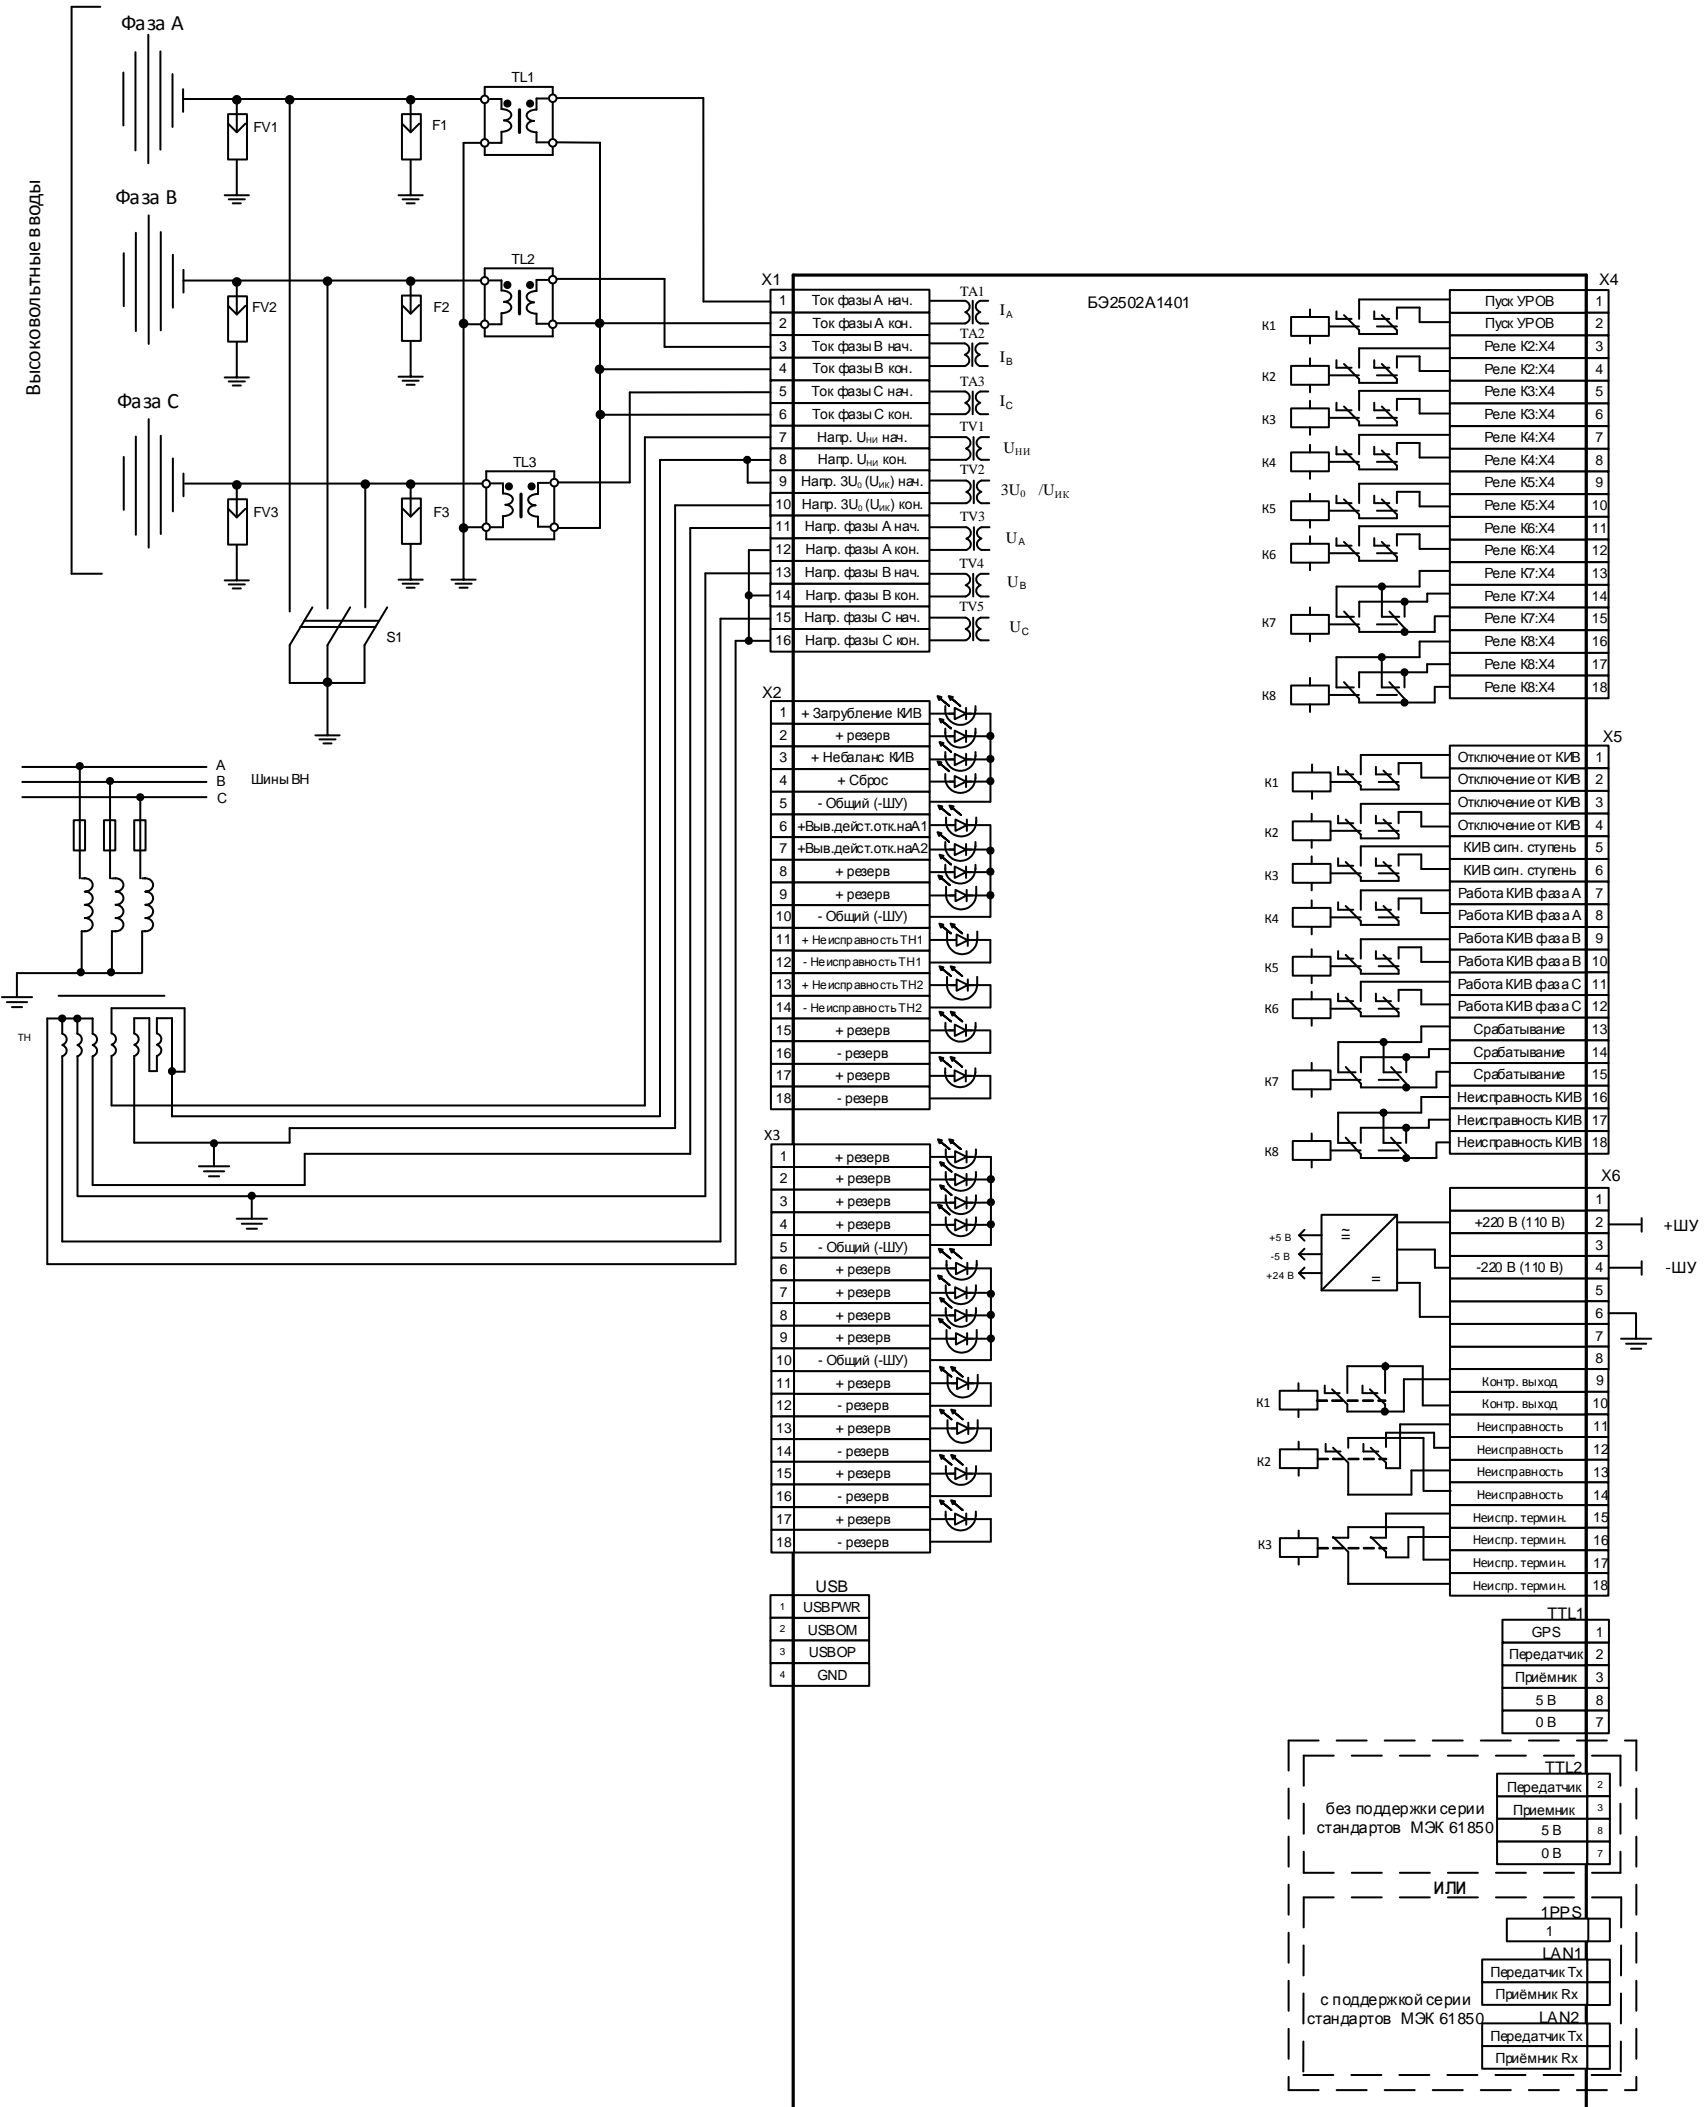 Высоковольтные вводы
Фаза А
FV1
F1
TL1
Фаза В
FV2
F2
TL2
Фаза С
FV3
F3
TL3
S1
A
B
C
Шины ВН
ТН
БЭ2502А1401
X1
1 Ток фазы А нач.
2 Ток фазы А кон.
3 Ток фазы В нач.
4 Ток фазы В кон.
5 Ток фазы С нач.
6 Ток фазы С кон.
7 Напр. Uни нач.
8 Напр. Uни кон.
9 Напр. 3U0 (Uик) нач.
10 Напр. 3U0 (Uик) кон.
11 Напр. фазы А нач.
12 Напр. фазы А кон.
13 Напр. фазы В нач.
14 Напр. фазы В кон.
15 Напр. фазы С нач.
16 Напр. фазы С кон.
TA1 IA
TA2 IB
TA3 IC
TV1 UНИ
TV2 3U0 /UИК
TV3 UA
TV4 UB
TV5 UC
X2
1 + Загрубление КИВ
2 + резерв
3 + Небаланс КИВ
4 + Сброс
5 - Общий (-ШУ)
6 +Выв.дейст.отк.наА1
7 +Выв.дейст.отк.наА2
8 + резерв
9 + резерв
10 - Общий (-ШУ)
11 + Неисправность ТН1
12 - Неисправность ТН1
13 + Неисправность ТН2
14 - Неисправность ТН2
15 + резерв
16 - резерв
17 + резерв
18 - резерв
X3
1 + резерв
2 + резерв
3 + резерв
4 + резерв
5 - Общий (-ШУ)
6 + резерв
7 + резерв
8 + резерв
9 + резерв
10 - Общий (-ШУ)
11 + резерв
12 - резерв
13 + резерв
14 - резерв
15 + резерв
16 - резерв
17 + резерв
18 - резерв
USB
1 USBPWR
2 USBOM
3 USBOP
4 GND
X4
К1
К2
К3
К4
К5
К6
К7
К8
Пуск УРОВ 1
Пуск УРОВ 2
Реле К2:X4 3
Реле К2:X4 4
Реле К3:X4 5
Реле К3:X4 6
Реле К4:X4 7
Реле К4:X4 8
Реле К5:X4 9
Реле К5:X4 10
Реле К6:X4 11
Реле К6:X4 12
Реле К7:X4 13
Реле К7:X4 14
Реле К7:X4 15
Реле К8:X4 16
Реле К8:X4 17
Реле К8:X4 18
X5
К1
К2
К3
К4
К5
К6
К7
К8
Отключение от КИВ 1
Отключение от КИВ 2
Отключение от КИВ 3
Отключение от КИВ 4
КИВ сигн. ступень 5
КИВ сигн. ступень 6
Работа КИВ фаза А 7
Работа КИВ фаза А 8
Работа КИВ фаза В 9
Работа КИВ фаза В 10
Работа КИВ фаза С 11
Работа КИВ фаза С 12
Срабатывание 13
Срабатывание 14
Срабатывание 15
Неисправность КИВ 16
Неисправность КИВ 17
Неисправность КИВ 18
X6
+5 В
-5 В
+24 В
≅
=
К1
К2
К3
1
+220 В (110 В) 2 +ШУ
3
-220 В (110 В) 4 -ШУ
5
6
7
8
Контр. выход 9
Контр. выход 10
Неисправность 11
Неисправность 12
Неисправность 13
Неисправность 14
Неиспр. термин. 15
Неиспр. термин. 16
Неиспр. термин. 17
Неиспр. термин. 18
TTL1
GPS 1
Передатчик 2
Приёмник 3
5 В 8
0 В 7
без поддержки серии
стандартов МЭК 61850
TTL2
Передатчик 2
Приемник 3
5 В 8
0 В 7
ИЛИ
с поддержкой серии
стандартов МЭК 61850
1PPS
1
LAN1
Передатчик Tx
Приёмник Rx
LAN2
Передатчик Tx
Приёмник Rx